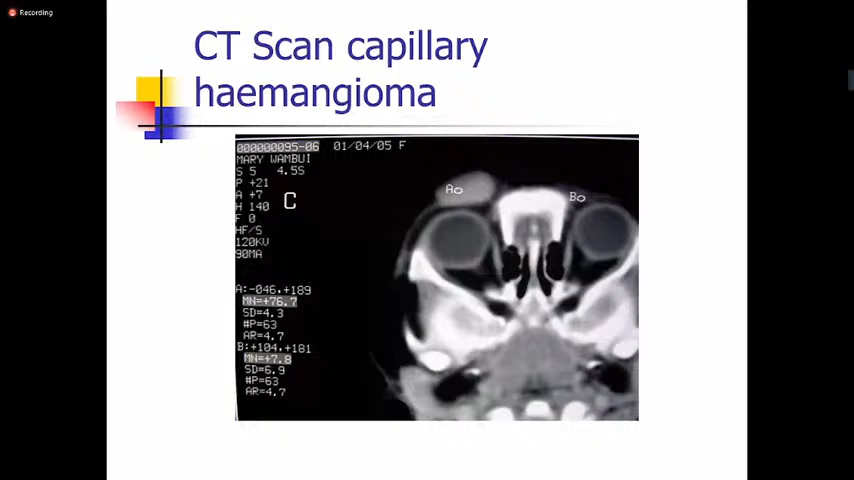 Recording
CT Scan capillary
haemangioma
000000095-06 01/04/05 F
MARY WAMBUI
S 5 4.5S
P +21
A +7
H 140
F 0
HF/S
120KV
90MA
C
A
B
A:-046,+189
MN=+76.7
SD=4.3
#P=63
AR=4.7
B:+104,+181
MN=+7.8
SD=6.9
#P=63
AR=4.7